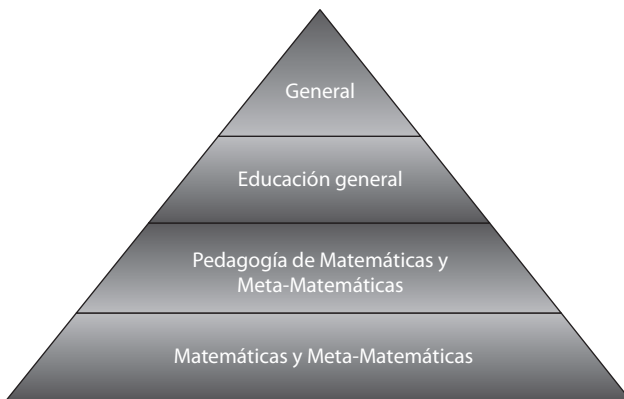 General
Educación general
Pedagogía de Matemáticas y
Meta-Matemáticas
Matemáticas y Meta-Matemáticas